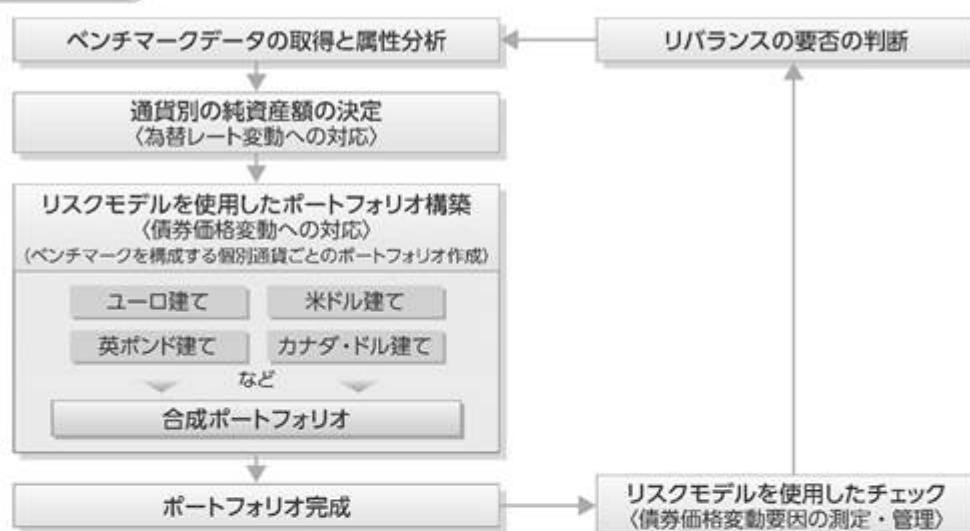 ベンチマークデータの取得と属性分析
リバランスの要否の判断
通貨別の純資産額の決定
〈為替レート変動への対応〉
リスクモデルを使用したポートフォリオ構築
〈債券価格変動への対応〉
(ベンチマークを構成する個別通貨ごとのポートフォリオ作成)
ユーロ建て
米ドル建て
英ポンド建て
カナダ・ドル建て
など
合成ポートフォリオ
ポートフォリオ完成
リスクモデルを使用したチェック
〈債券価格変動要因の測定・管理〉